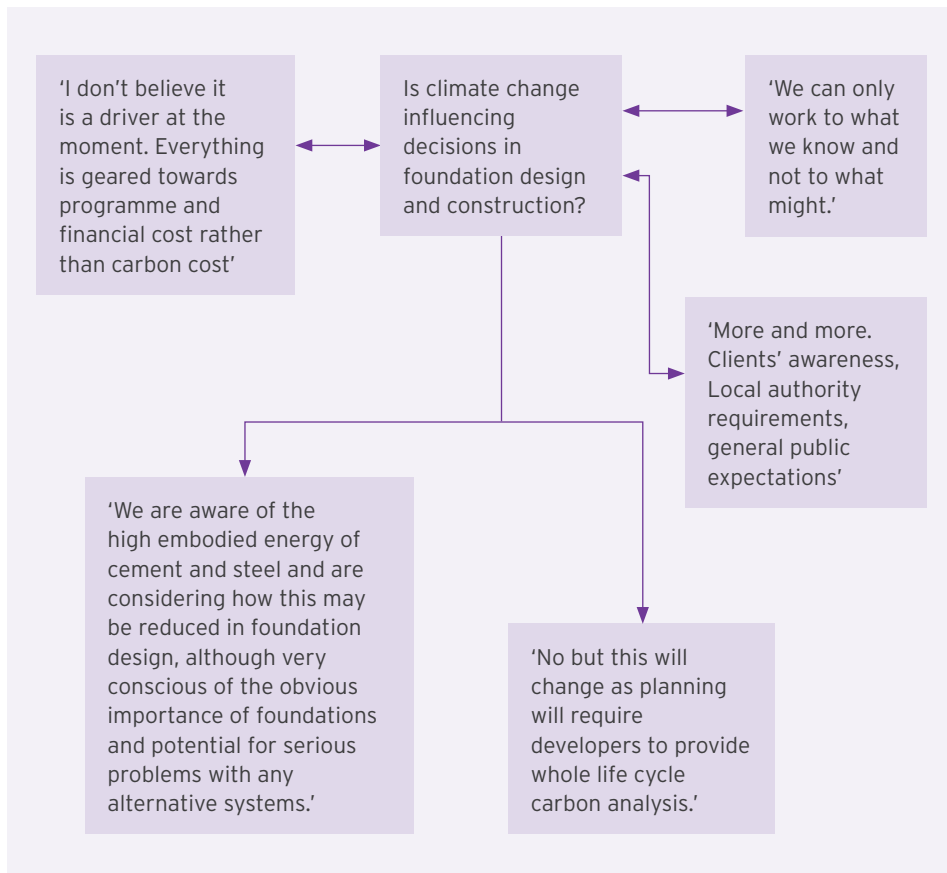 ‘I don’t believe it
is a driver at the
moment. Everything
is geared towards
programme and
financial cost rather
than carbon cost’
Is climate change
influencing
decisions in
foundation design
and construction?
‘We can only
work to what
we know and
not to what
might.’
‘More and more.
Clients’ awareness,
Local authority
requirements,
general public
expectations’
‘We are aware of the
high embodied energy of
cement and steel and are
considering how this may
be reduced in foundation
design, although very
conscious of the obvious
importance of foundations
and potential for serious
problems with any
alternative systems.’
‘No but this will
change as planning
will require
developers to provide
whole life cycle
carbon analysis.’